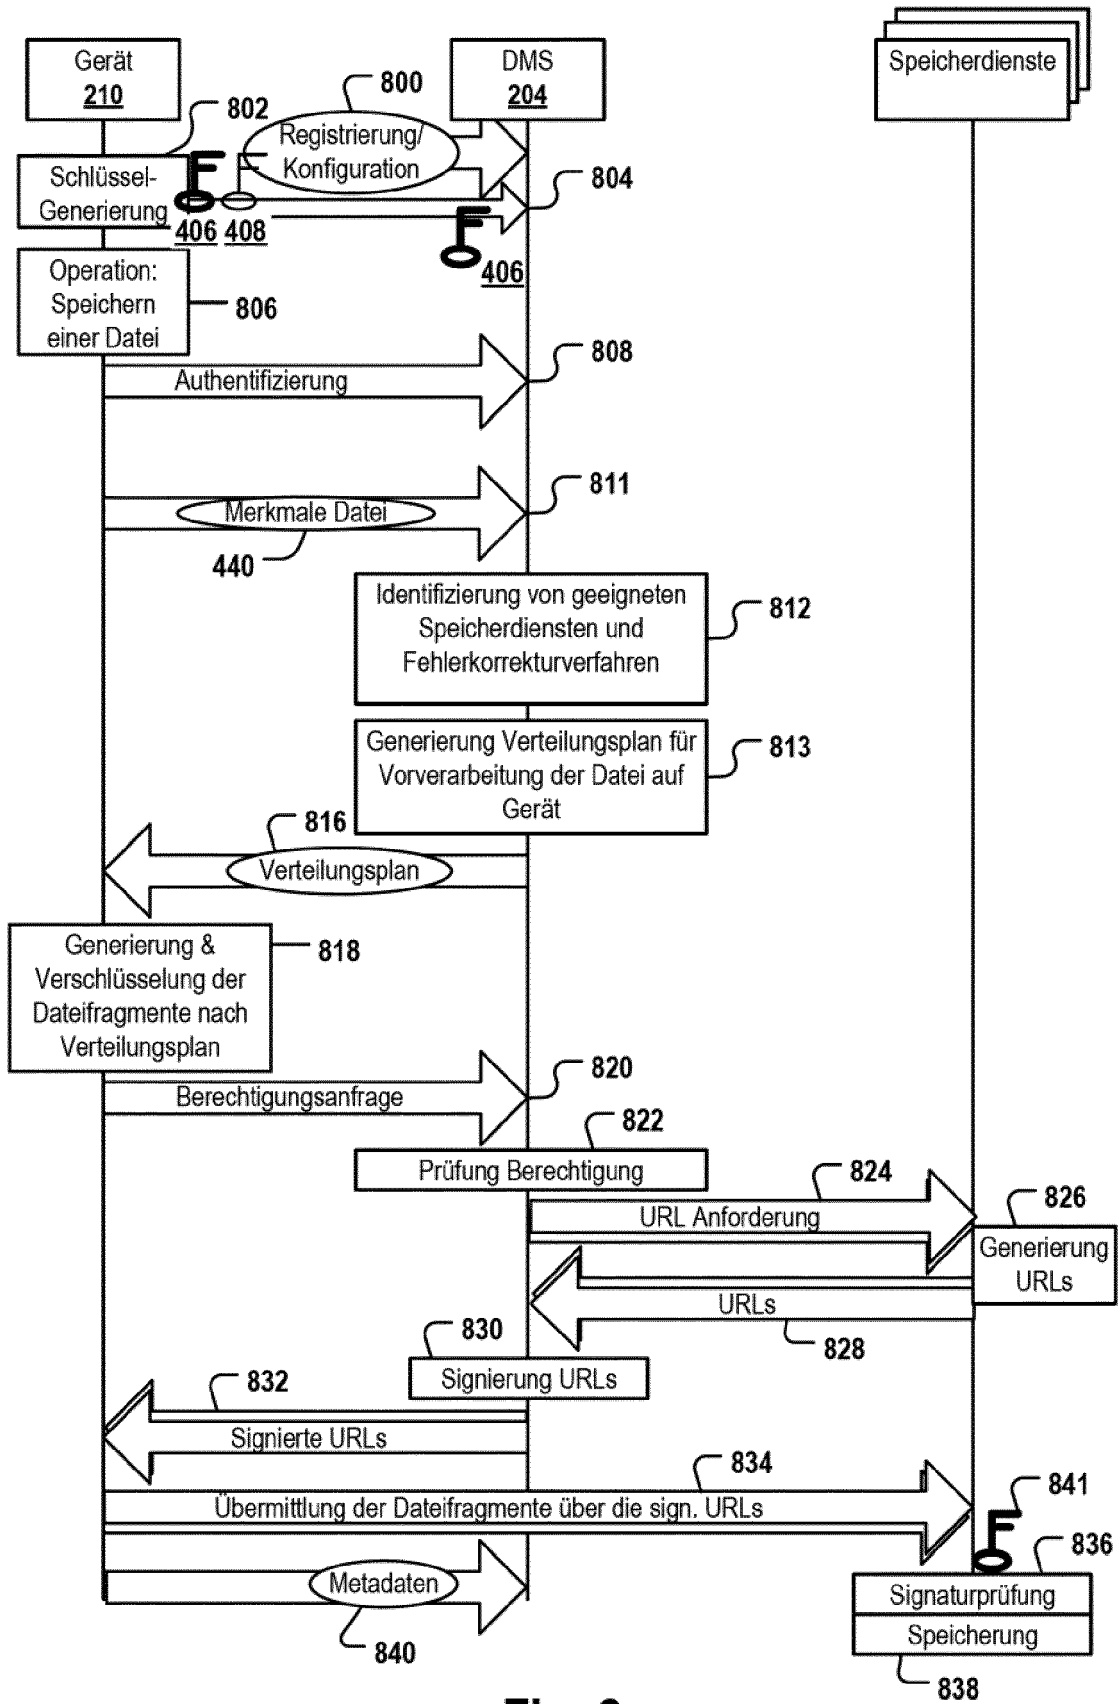 Gerät
210
DMS
204
Speicherdienste
800
802
Registrierung/
Konfiguration
Schlüssel-
Generierung
804
406
408
406
Operation:
Speichern
einer Datei
806
808
Authentifizierung
811
Merkmale Datei
440
Identifizierung von geeigneten
Speicherdiensten und
Fehlerkorrekturverfahren
812
Generierung Verteilungsplan für
Vorverarbeitung der Datei auf
Gerät
813
816
Verteilungsplan
Generierung &
Verschlüsselung der
Dateifragmente nach
Verteilungsplan
818
820
Berechtigungsanfrage
822
Prüfung Berechtigung
824
URL Anforderung
826
Generierung
URLs
URLs
828
830
Signierung URLs
832
Signierte URLs
834
Übermittlung der Dateifragmente über die sign. URLs
841
836
Metadaten
840
Signaturprüfung
Speicherung
838